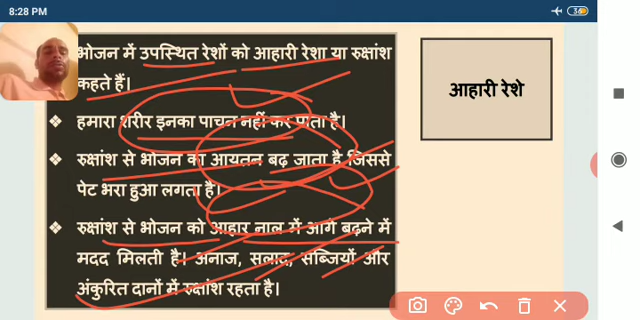 8:28 PM
36
भोजन में उपस्थित रेशों को आहारी रेशा या रुक्षांश
कहते हैं।
❖ हमारा शरीर इनका पाचन नहीं कर पाता है।
❖ रुक्षांश से भोजन का आयतन बढ़ जाता है जिससे
पेट भरा हुआ लगता है।
❖ रुक्षांश से भोजन को आहार नाल में आगे बढ़ने में
मदद मिलती है। अनाज, सलाद, सब्जियों और
अंकुरित दानों में रुक्षांश रहता है।
आहारी रेशे